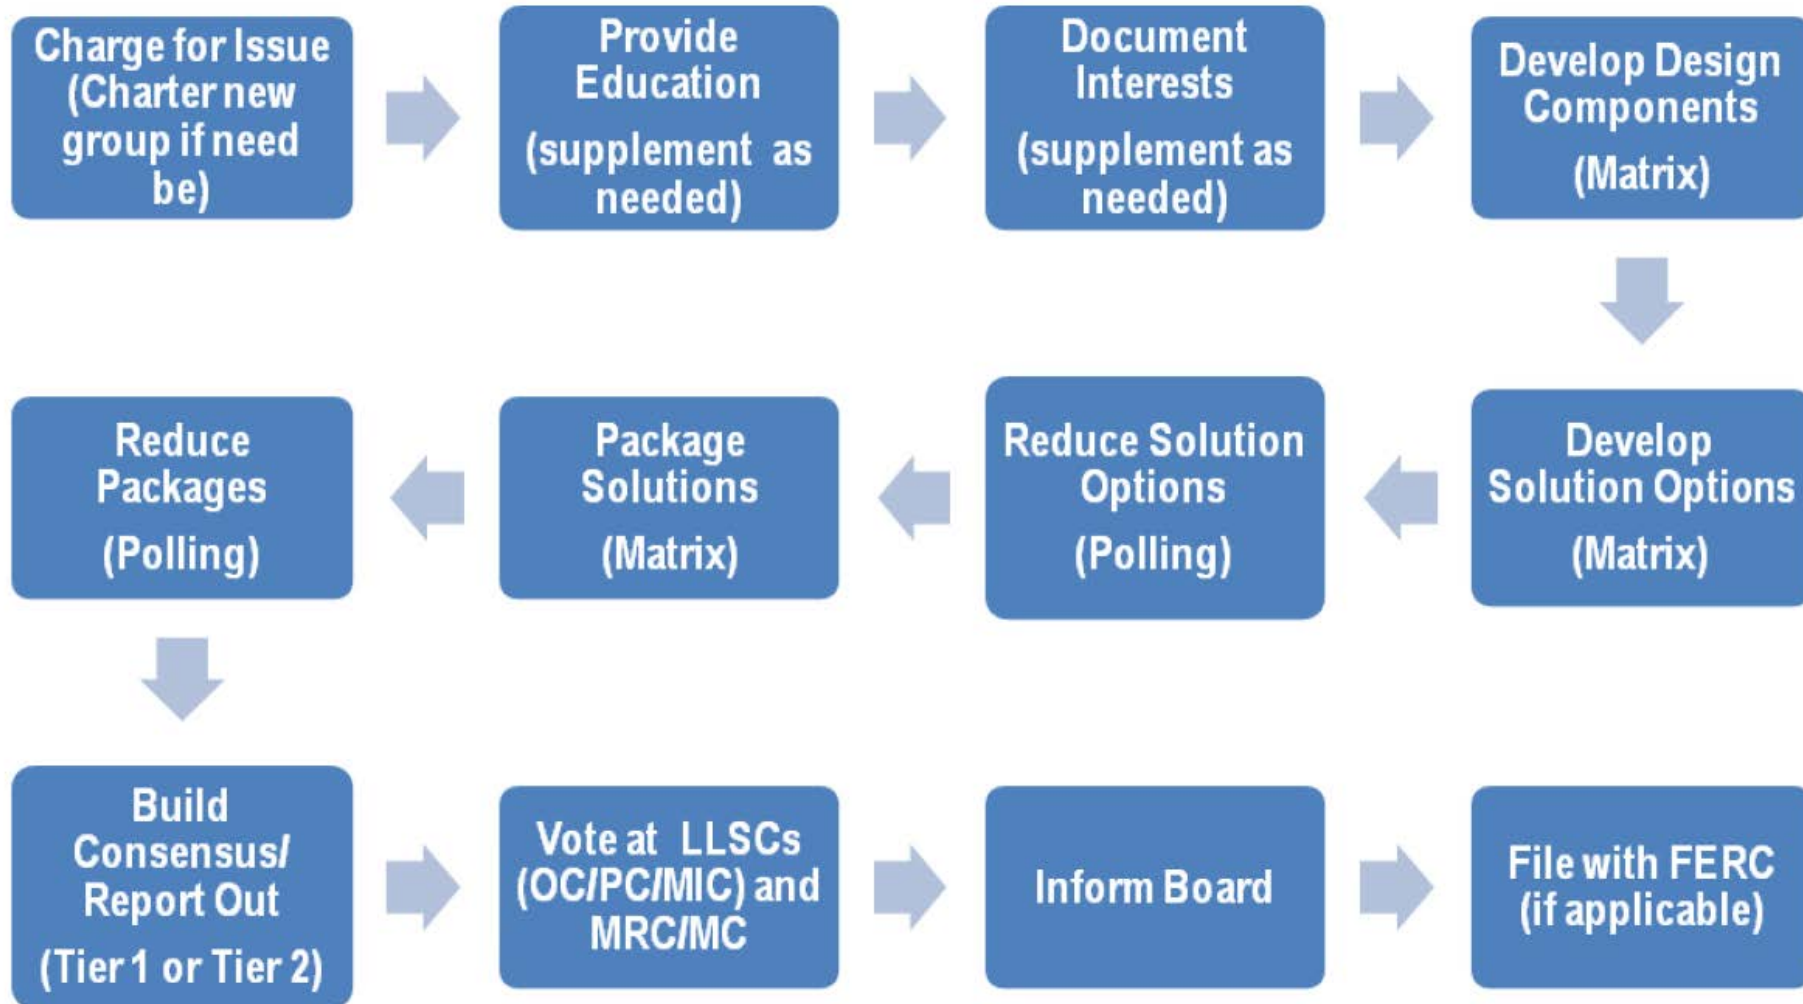 Charge for Issue
(Charter new
group if need
be)
Provide
Education
(supplement as
needed)
Document
Interests
(supplement as
needed)
Develop Design
Components
(Matrix)
Develop
Solution Options
(Matrix)
Reduce Solution
Options
(Polling)
Package
Solutions
(Matrix)
Reduce
Packages
(Polling)
Build
Consensus/
Report Out
(Tier 1 or Tier 2)
Vote at LLSCs
(OC/PC/MIC) and
MRC/MC
Inform Board
File with FERC
(if applicable)